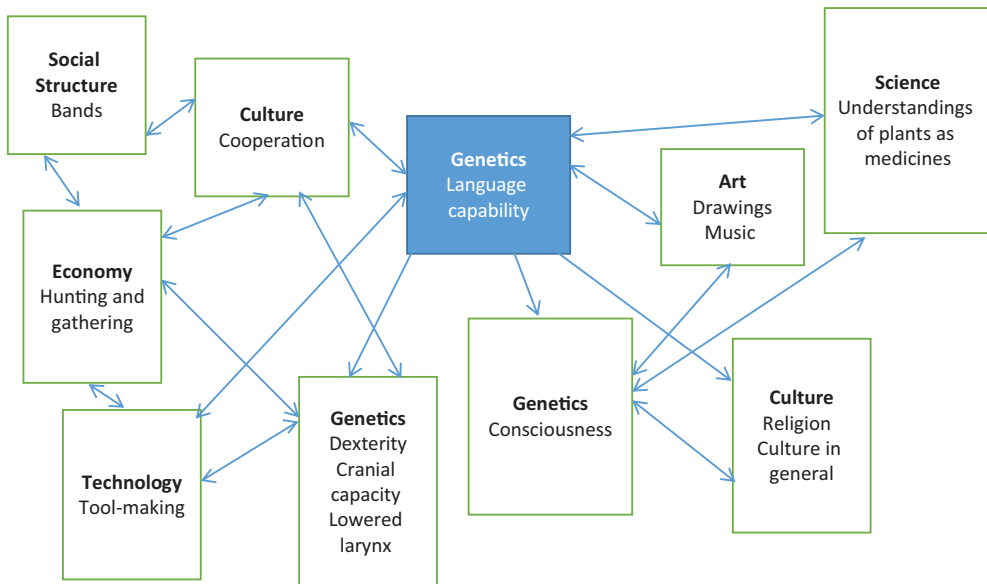 Social
Structure
Bands
Culture
Cooperation
Genetics
Language
capability
Art
Drawings
Music
Science
Understandings
of plants as
medicines
Economy
Hunting and
gathering
Technology
Tool-making
Genetics
Dexterity
Cranial
capacity
Lowered
larynx
Genetics
Consciousness
Culture
Religion
Culture in
general